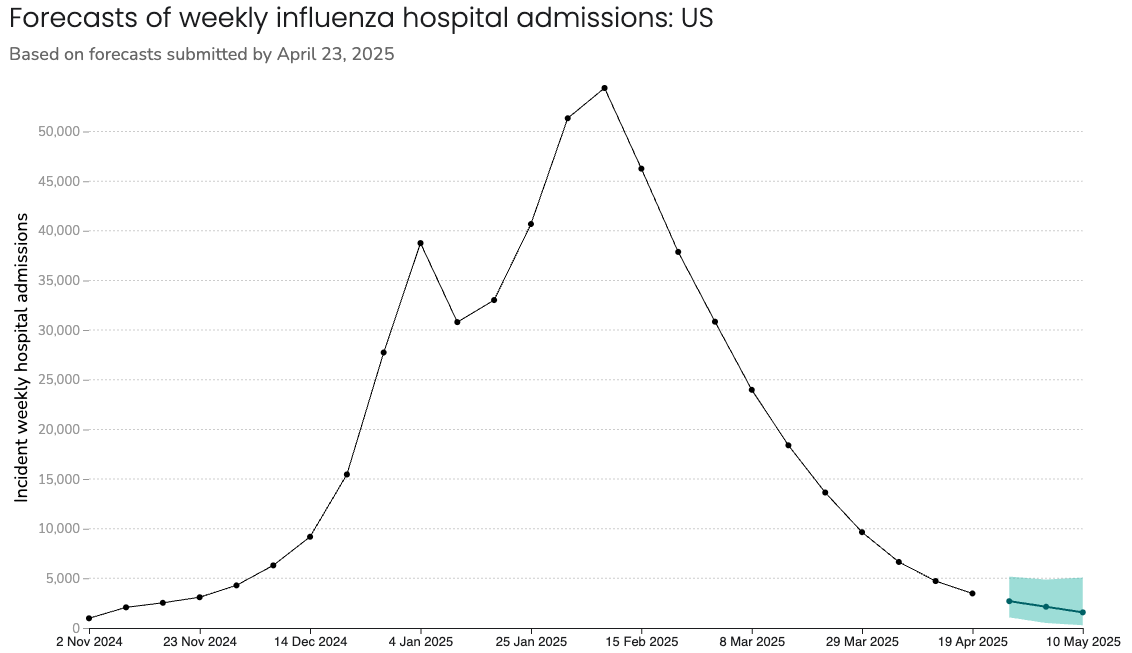 Forecasts of weekly influenza hospital admissions: US
Based on forecasts submitted by April 23, 2025
Incident weekly hospital admissions
50,000
45,000
40,000
35,000
30,000
25,000
20,000
15,000
10,000
5,000
0
2 Nov 2024 23 Nov 2024 14 Dec 2024 4 Jan 2025 25 Jan 2025 15 Feb 2025 8 Mar 2025 29 Mar 2025 19 Apr 2025 10 May 2025